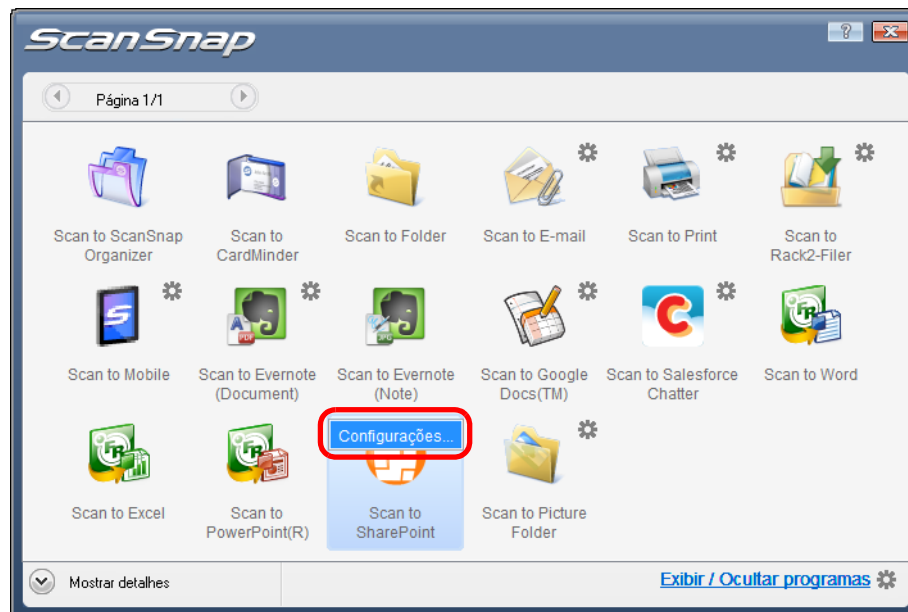 ScanSnap
?
Página 1/1
Scan to ScanSnap
Organizer
Scan to
CardMinder
Scan to Folder
Scan to E-mail
Scan to Print
Scan to
Rack2-Filer
Scan to Mobile
Scan to Evernote
(Document)
Scan to Evernote
(Note)
Scan to Google
Docs(TM)
Scan to Salesforce
Chatter
Scan to Word
Scan to Excel
Scan to
PowerPoint(R)
Configurações...
Scan to
SharePoint
Scan to Picture
Folder
Mostrar detalhes
Exibir / Ocultar programas